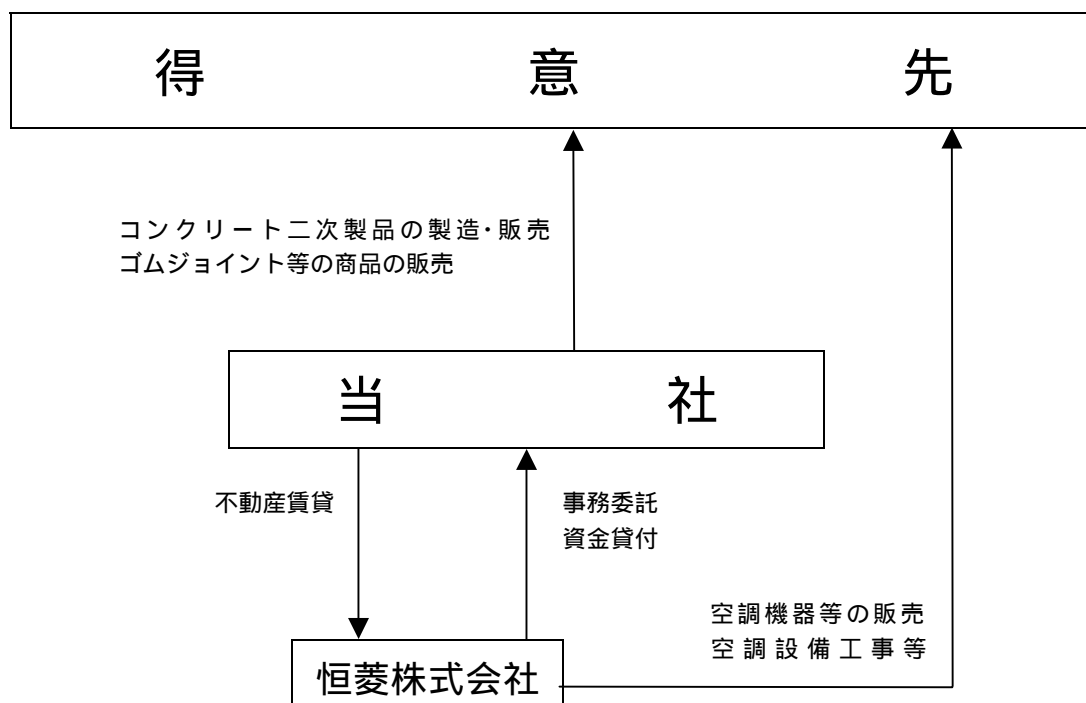 得意先
コンクリート二次製品の製造・販売
ゴムジョイント等の商品の販売
当社
不動産賃貸
事務委託
資金貸付
空調機器等の販売
空調設備工事等
恒菱株式会社